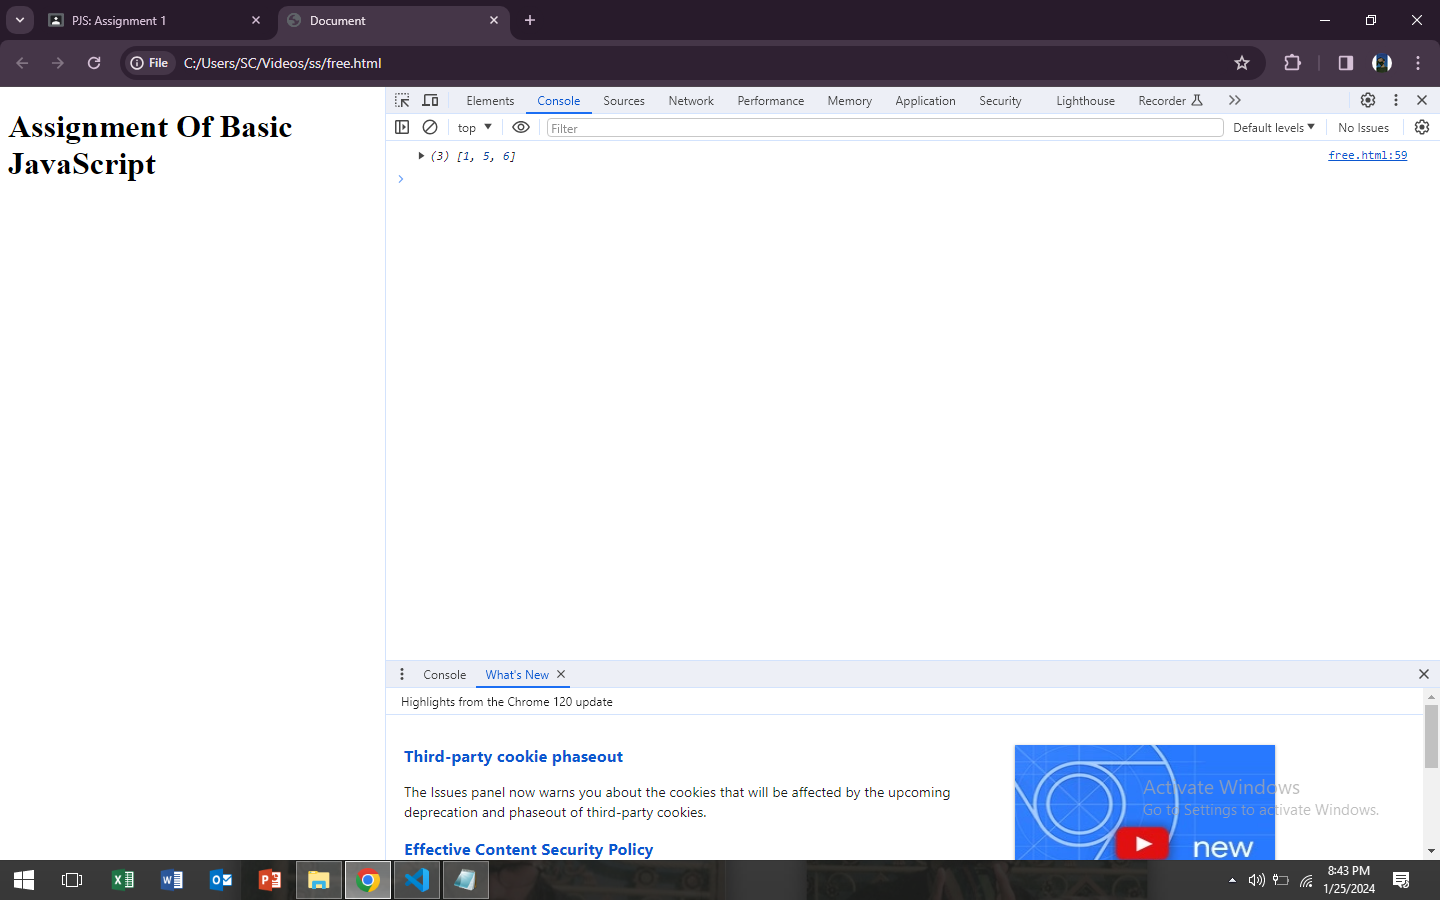 PJS: Assignment 1
Document
File
C:/Users/SC/Videos/ss/free.html
Assignment Of Basic
JavaScript
Elements
Console
Sources
Network
Performance
Memory
Application
Security
Lighthouse
Recorder
top
Filter
Default levels
No Issues
(3) [1, 5, 6]
free.html:59
Console
What's New
Highlights from the Chrome 120 update
Third-party cookie phaseout
The Issues panel now warns you about the cookies that will be affected by the upcoming
deprecation and phaseout of third-party cookies.
Effective Content Security Policy
new
Activate Windows
Go to Settings to activate Windows.
8:43 PM
1/25/2024